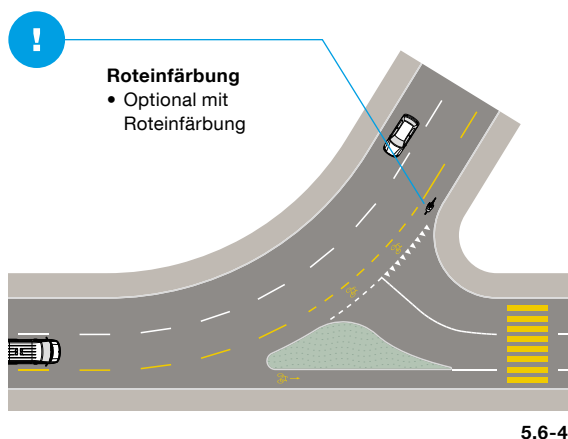 !
Roteinfärbung
• Optional mit
Roteinfärbung
5.6-4